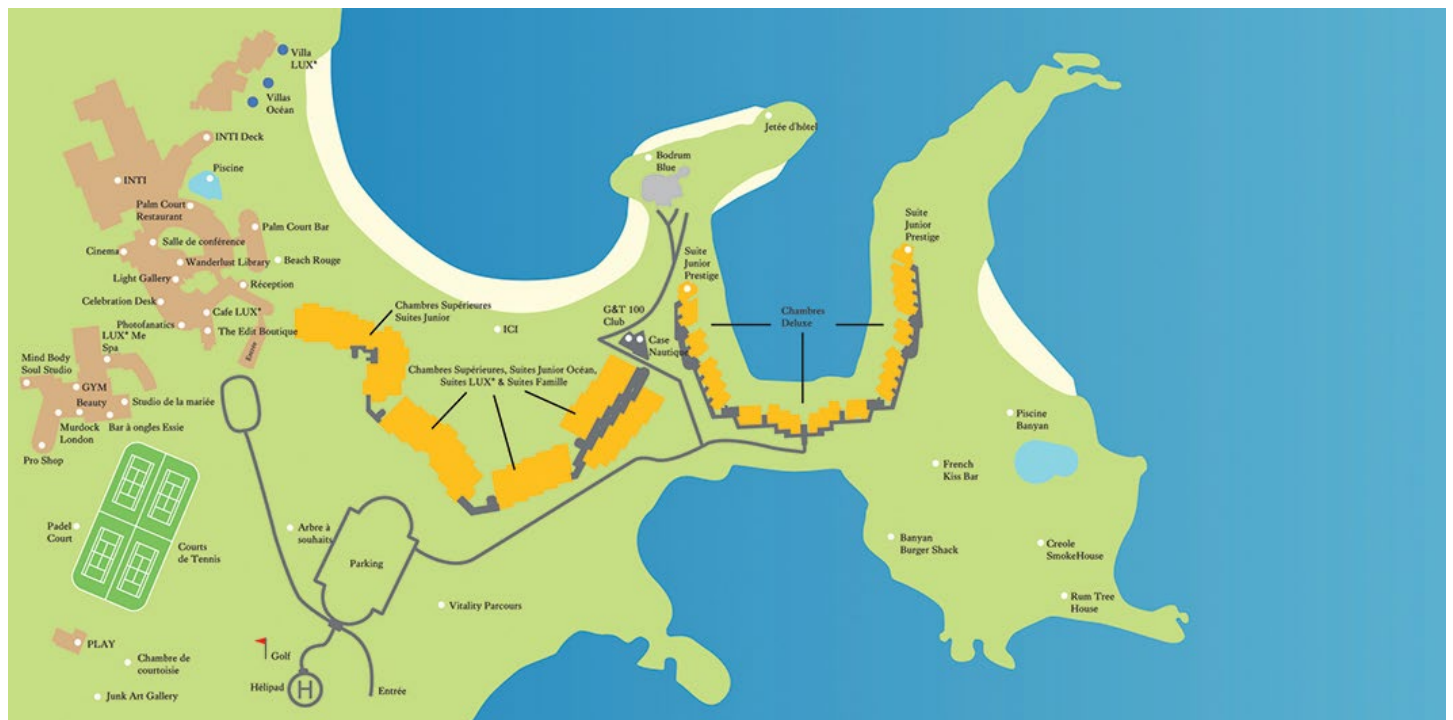 Villa
LUX*
Villas
Océan
INTI Deck
Piscine
INTI
Palm Court
Restaurant
Palm Court Bar
Salle de conférence
Cinema
Wanderlust Library
Beach Rouge
Light Gallery
Réception
Celebration Desk
Cafe LUX*
Photofanatics
The Edit Boutique
Entrée
LUX* Me
Spa
Mind Body
Soul Studio
GYM
Beauty
Studio de la mariée
Murdock
London
Bar à ongles Essie
Pro Shop
Padel
Court
Courts
de Tennis
PLAY
Chambre de
courtoisie
Junk Art Gallery
Arbre à
souhaits
Parking
Golf
Hélipad
H
Entrée
Vitality Parcours
Chambres Supérieures
Suites Junior
ICI
Chambres Supérieures, Suites Junior Océan,
Suites LUX* & Suites Famille
G&T 100
Club
Case
Nautique
Bodrum
Blue
Jetée d'hôtel
Suite
Junior
Prestige
Chambres
Deluxe
Suite
Junior
Prestige
Piscine
Banyan
French
Kiss Bar
Banyan
Burger Shack
Creole
SmokeHouse
Rum Tree
House